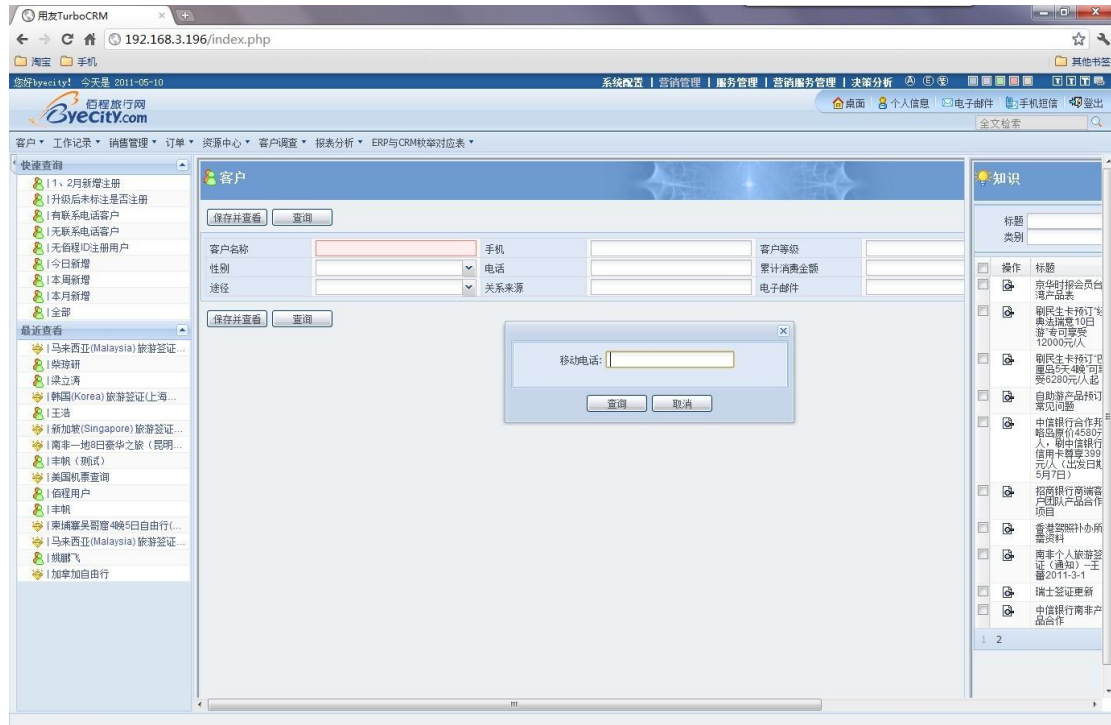 用友TurboCRM
192.168.3.196/index.php
淘宝 手机 其他书签
您好byecity! 今天是 2011-05-10 系统配置 | 营销管理 | 服务管理 | 营销服务管理 | 决策分析
佰程旅行网
Byecity.com
桌面 个人信息 电子邮件 手机短信 登出
全文检索
客户 工作记录 销售管理 订单 资源中心 客户调查 报表分析 ERP与CRM枚举对应表
快速查询
| 1、2月新增注册
| 升级后未标注是否注册
| 有联系电话客户
| 无联系电话客户
| 无佰程ID注册用户
| 今日新增
| 本周新增
| 本月新增
| 全部
最近查看
| 马来西亚(Malaysia)旅游签证...
| 柴琼研
| 梁立涛
| 韩国(Korea)旅游签证(上海...
| 王浩
| 新加坡(Singapore)旅游签证...
| 南非一地8日豪华之旅（昆明...
| 丰帆（测试）
| 美国机票查询
| 佰程用户
| 丰帆
| 柬埔寨吴哥窟4晚5日自由行(...
| 马来西亚(Malaysia)旅游签证...
| 姚鹏飞
| 加拿加自由行
客户
保存并查看 查询
客户名称 手机 客户等级
性别 电话 累计消费金额
途径 关系来源 电子邮件
保存并查看 查询
移动电话:
查询 取消
知识
标题
类别
操作 标题
京华时报会员台
湾产品表
刷民生卡预订“经
典法瑞意10日
游”专可享受
12000元/人
刷民生卡预订“巴
厘岛5天4晚”可
受6280元/人起
自助游产品预订
常见问题
中信银行合作邦
略岛原价4580元
人，刷中信银行
信用卡尊享399
元/人（出发日期
5月7日）
招商银行高端客
户团队产品合作
项目
香港驾照补办所
需资料
南非个人旅游签
证（通知）--王
蕾2011-3-1
瑞士签证更新
中信银行南非产
品合作
1 2